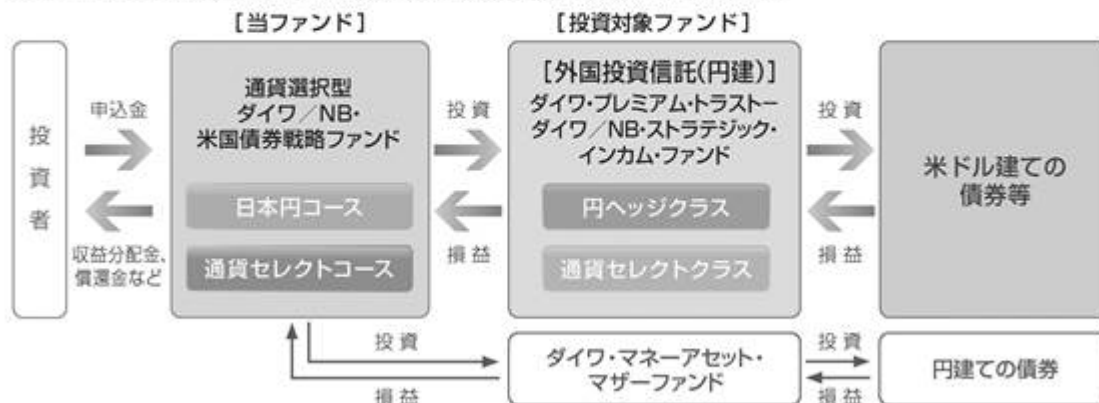 [当ファンド]
[投資対象ファンド]
投資者
申込金
収益分配金、
償還金など
通貨選択型
ダイワ/NB・
米国債券戦略ファンド
日本円コース
通貨セレクトコース
投資
損益
[外国投資信託(円建)]
ダイワ・プレミアム・トラストー
ダイワ/NB・ストラテジック・
インカム・ファンド
円ヘッジクラス
通貨セレクトクラス
投資
損益
米ドル建ての
債券等
投資
損益
ダイワ・マネーアセット・
マザーファンド
投資
損益
円建ての債券